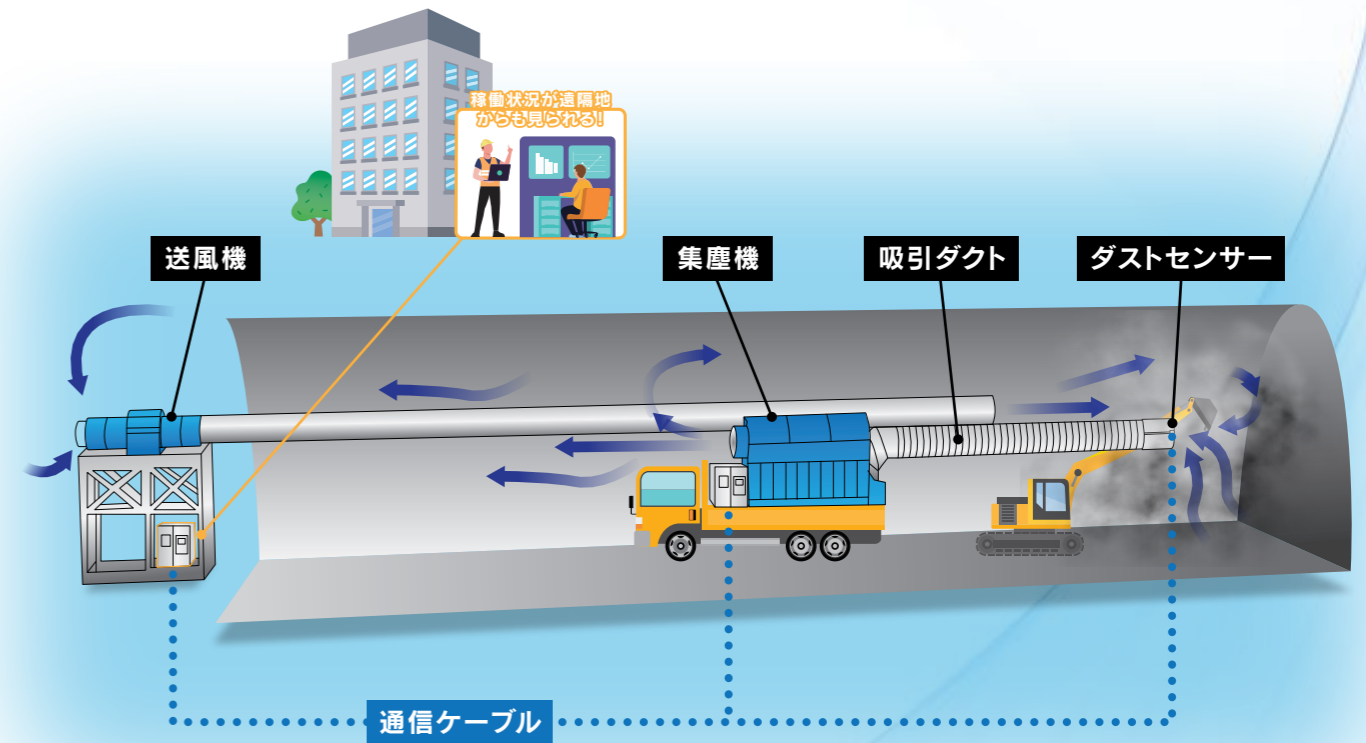 稼働状況が遠隔地
からも見られる!
送風機
集塵機
吸引ダクト
ダストセンサー
通信ケーブル